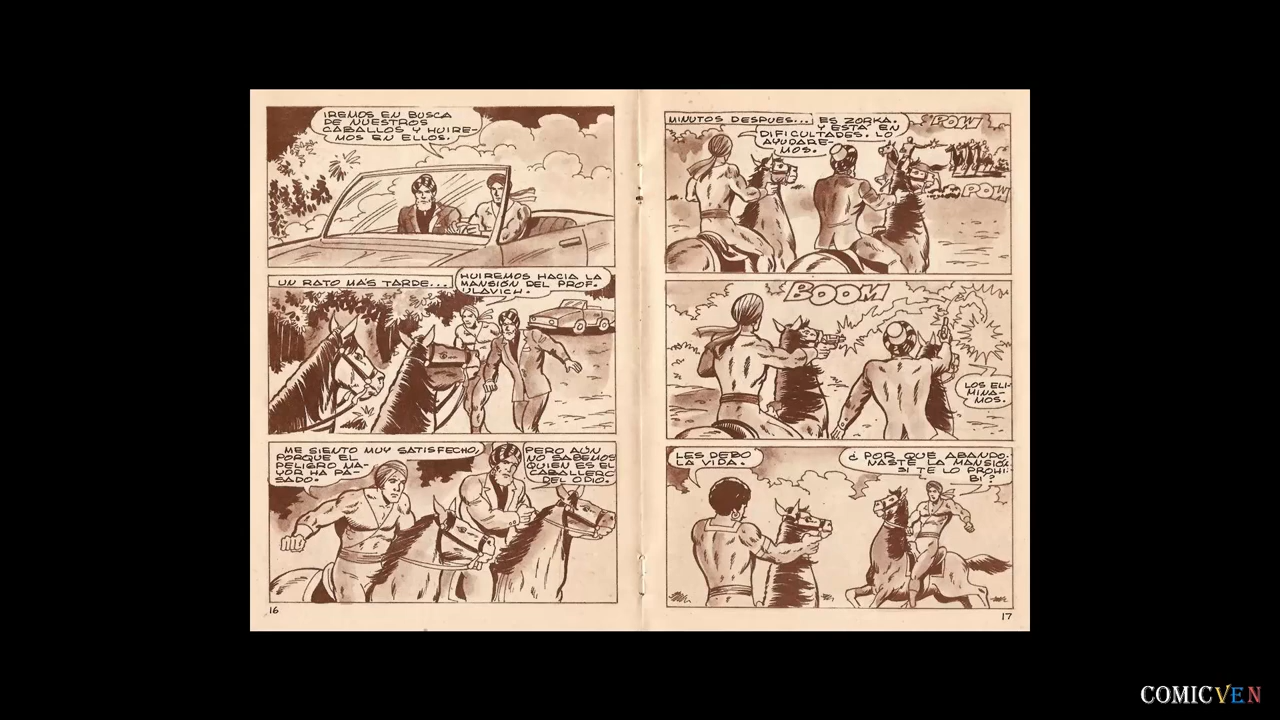 IREMOS EN BUSCA
DE NUESTROS
CABALLOS Y HUIRE-
MOS EN ELLOS.
UN RATO MÁS TARDE...
HUIREMOS HACIA LA
MANSIÓN DEL PROF.
ULAVICH.
ME SIENTO MUY SATISFECHO,
PORQUE EL
PELIGRO MA-
YOR HA PA-
SADO.
PERO AÚN
NO SABEMOS
QUIEN ES EL
CABALLERO
DEL ODIO.
16
MINUTOS DESPUES...
ES ZORKA.
Y ESTA EN
DIFICULTADES. LO
AYUDARE-
MOS.
POW
POW
BOOM
LOS ELI-
MINA-
MOS.
LES DEBO
LA VIDA.
¿POR QUÉ ABANDO-
NASTE LA MANSIÓN
SI TE LO PROHI-
BI?
17
COMICVEN